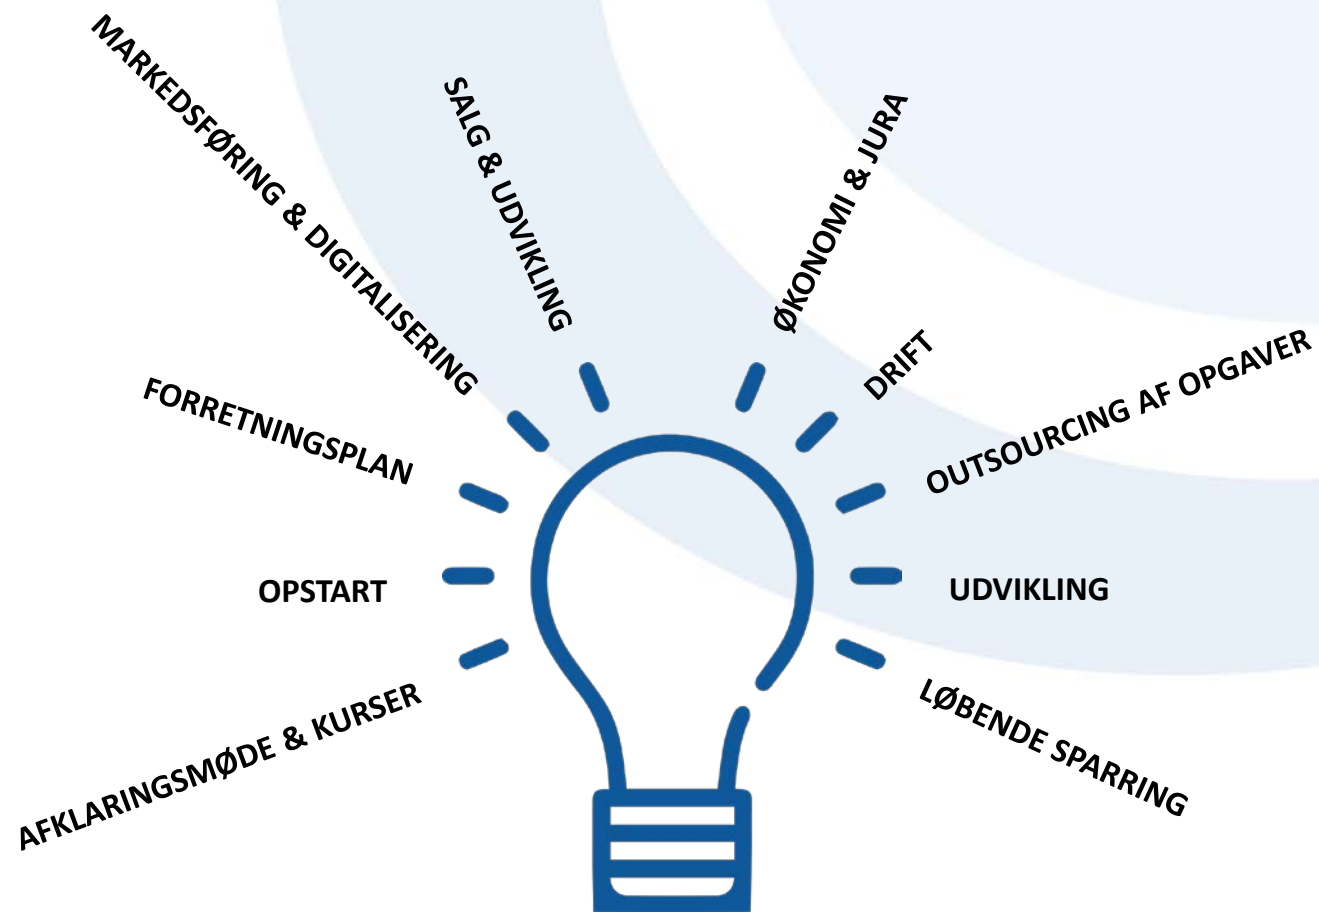 MARKEDSFØRING & DIGITALISERING
SALG & UDVIKLING
ØKONOMI & JURA
DRIFT
OUTSOURCING AF OPGAVER
FORRETNINGSPLAN
OPSTART
UDVIKLING
AFKLARINGSMØDE & KURSER
LØBENDE SPARRING